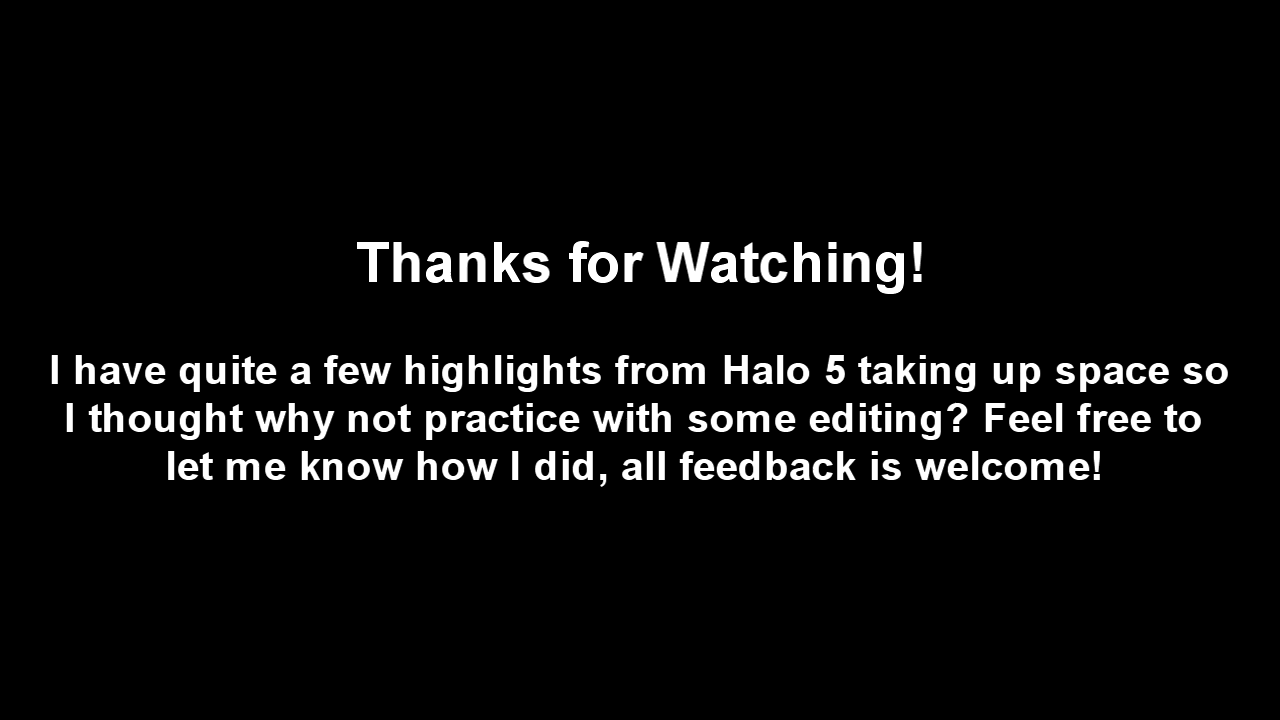 Thanks for Watching!
I have quite a few highlights from Halo 5 taking up space so
I thought why not practice with some editing? Feel free to
let me know how I did, all feedback is welcome!